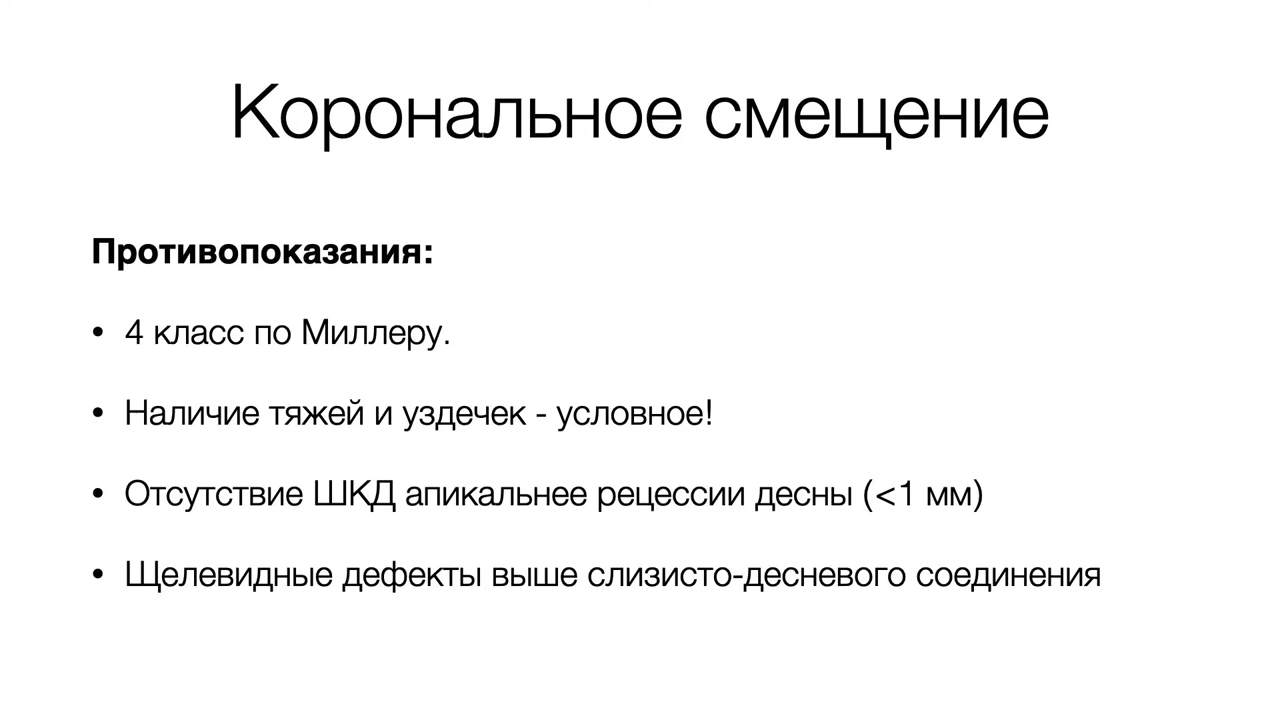 Корональное смещение
Противопоказания:
• 4 класс по Миллеру.
• Наличие тяжей и уздечек - условное!
• Отсутствие ШКД апикальнее рецессии десны (<1 мм)
• Щелевидные дефекты выше слизисто-десневого соединения